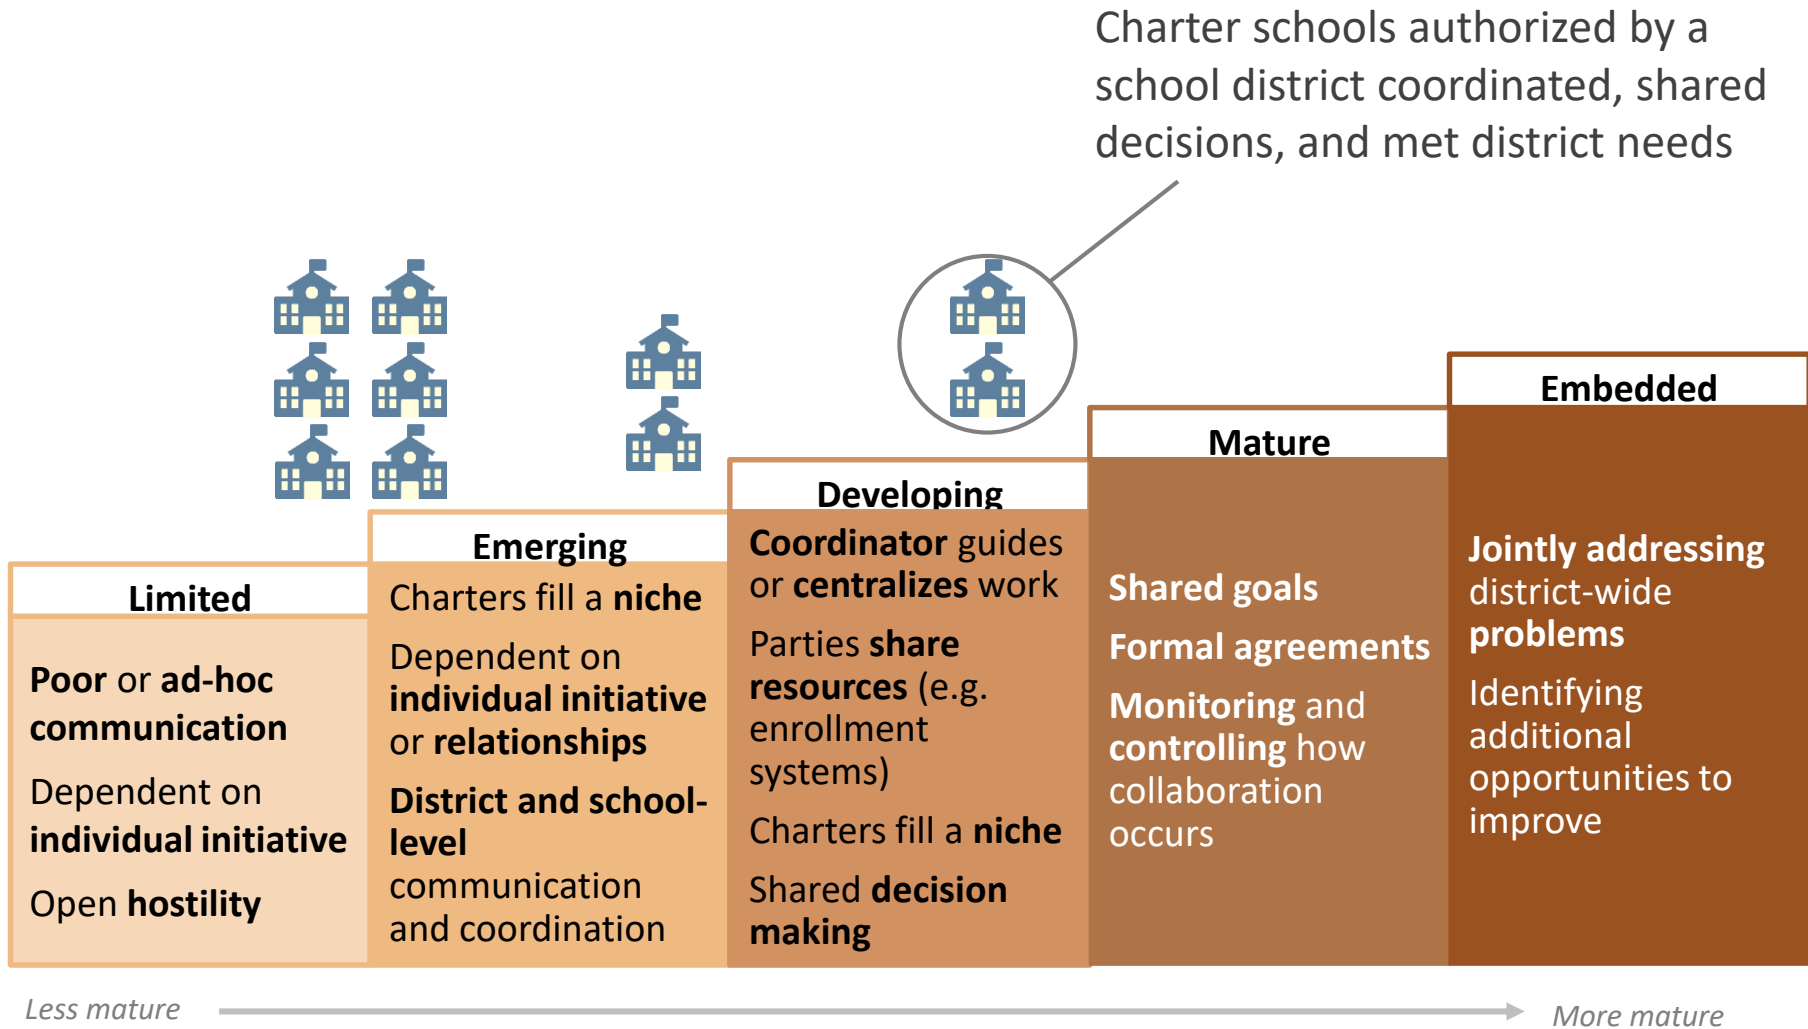 Charter schools authorized by a
school district coordinated, shared
decisions, and met district needs
Limited
Poor or ad-hoc
communication
Dependent on
individual initiative
Open hostility
Emerging
Charters fill a niche
Dependent on
individual initiative
or relationships
District and school-
level
communication
and coordination
Developing
Coordinator guides
or centralizes work
Parties share
resources (e.g.
enrollment
systems)
Charters fill a niche
Shared decision
making
Mature
Shared goals
Formal agreements
Monitoring and
controlling how
collaboration
occurs
Embedded
Jointly addressing
district-wide
problems
Identifying
additional
opportunities to
improve
Less mature
More mature